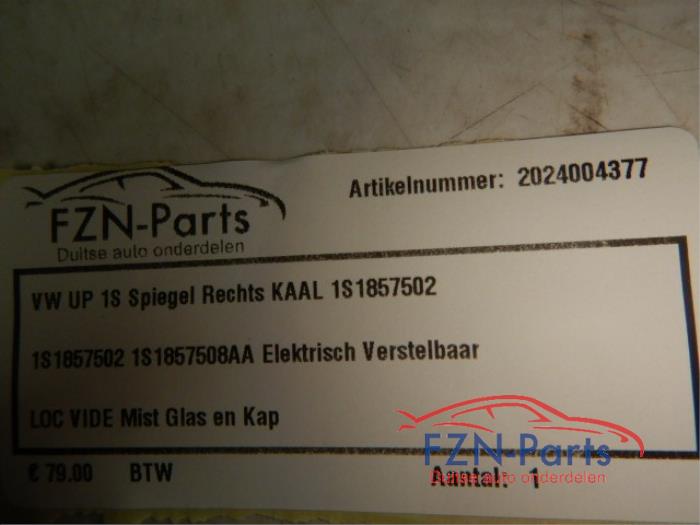 Artikelnummer: 2024004377
FZN-Parts
Duitse auto onderdelen
VW UP 1S Spiegel Rechts KAAL 1S1857502
1S1857502 1S1857508AA Elektrisch Verstelbaar
LOC VIDE Mist Glas en Kap
FZN-Parts
Duitse auto onderdelen
€ 79.00 BTW Aantal: 1